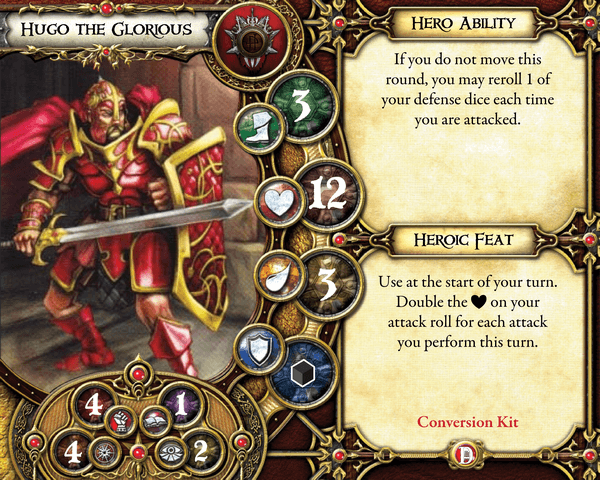 Hugo the Glorious
3
12
3
4
1
4
2
Hero Ability
If you do not move this
round, you may reroll 1 of
your defense dice each time
you are attacked.
Heroic Feat
Use at the start of your turn.
Double the ♥ on your
attack roll for each attack
you perform this turn.
Conversion Kit
D